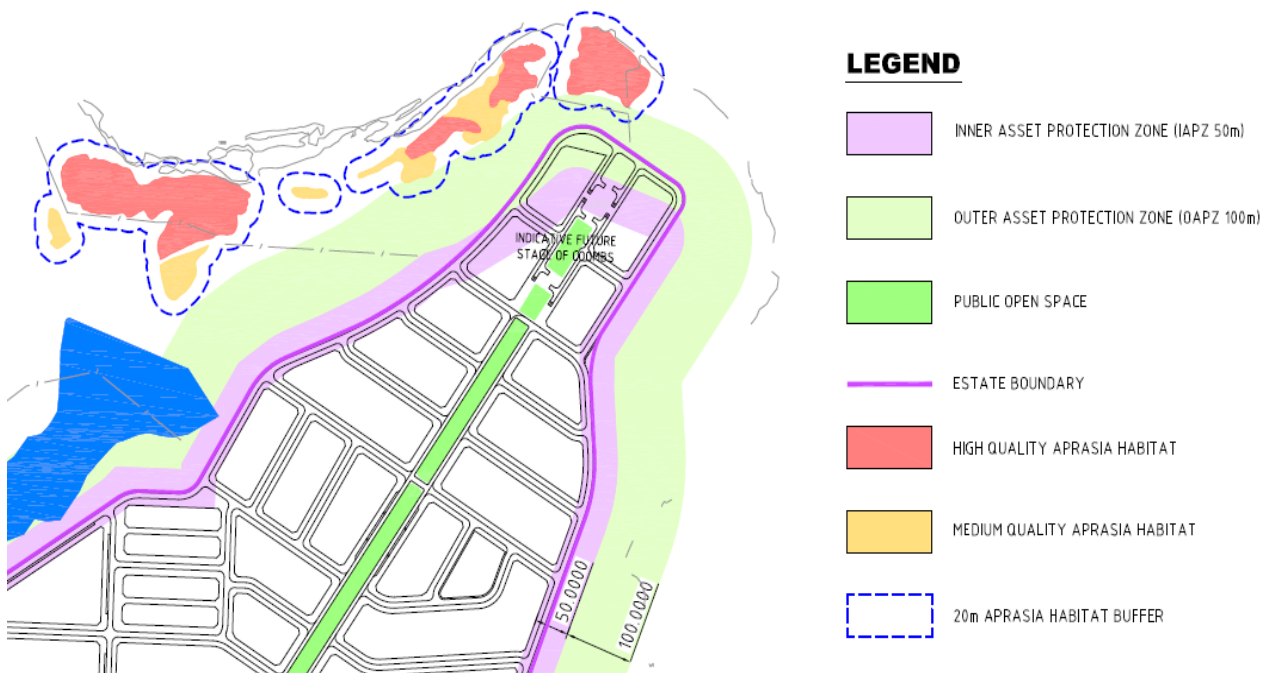 INDICATIVE FUTURE
STAGE OF COOMBS
50.0000
100.0000
LEGEND
INNER ASSET PROTECTION ZONE (IAPZ 50m)
OUTER ASSET PROTECTION ZONE (OAPZ 100m)
PUBLIC OPEN SPACE
ESTATE BOUNDARY
HIGH QUALITY APRASIA HABITAT
MEDIUM QUALITY APRASIA HABITAT
20m APRASIA HABITAT BUFFER